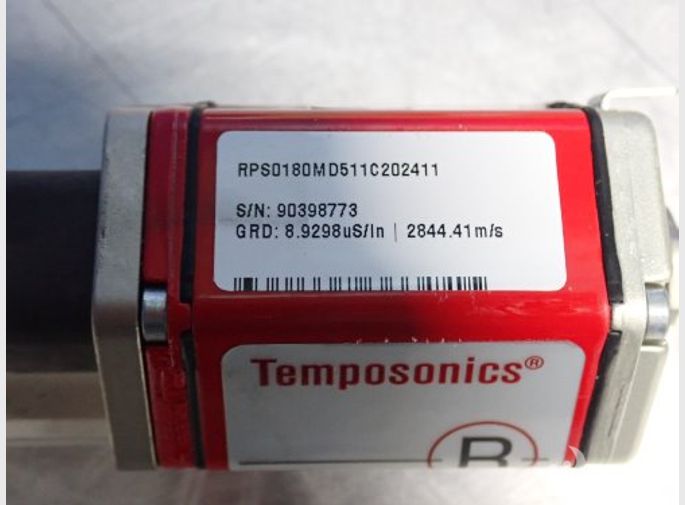 RPS0180MD511C202411
S/N: 90398773
GRD: 8.9298uS/In | 2844.41m/s
Temposonics®
R